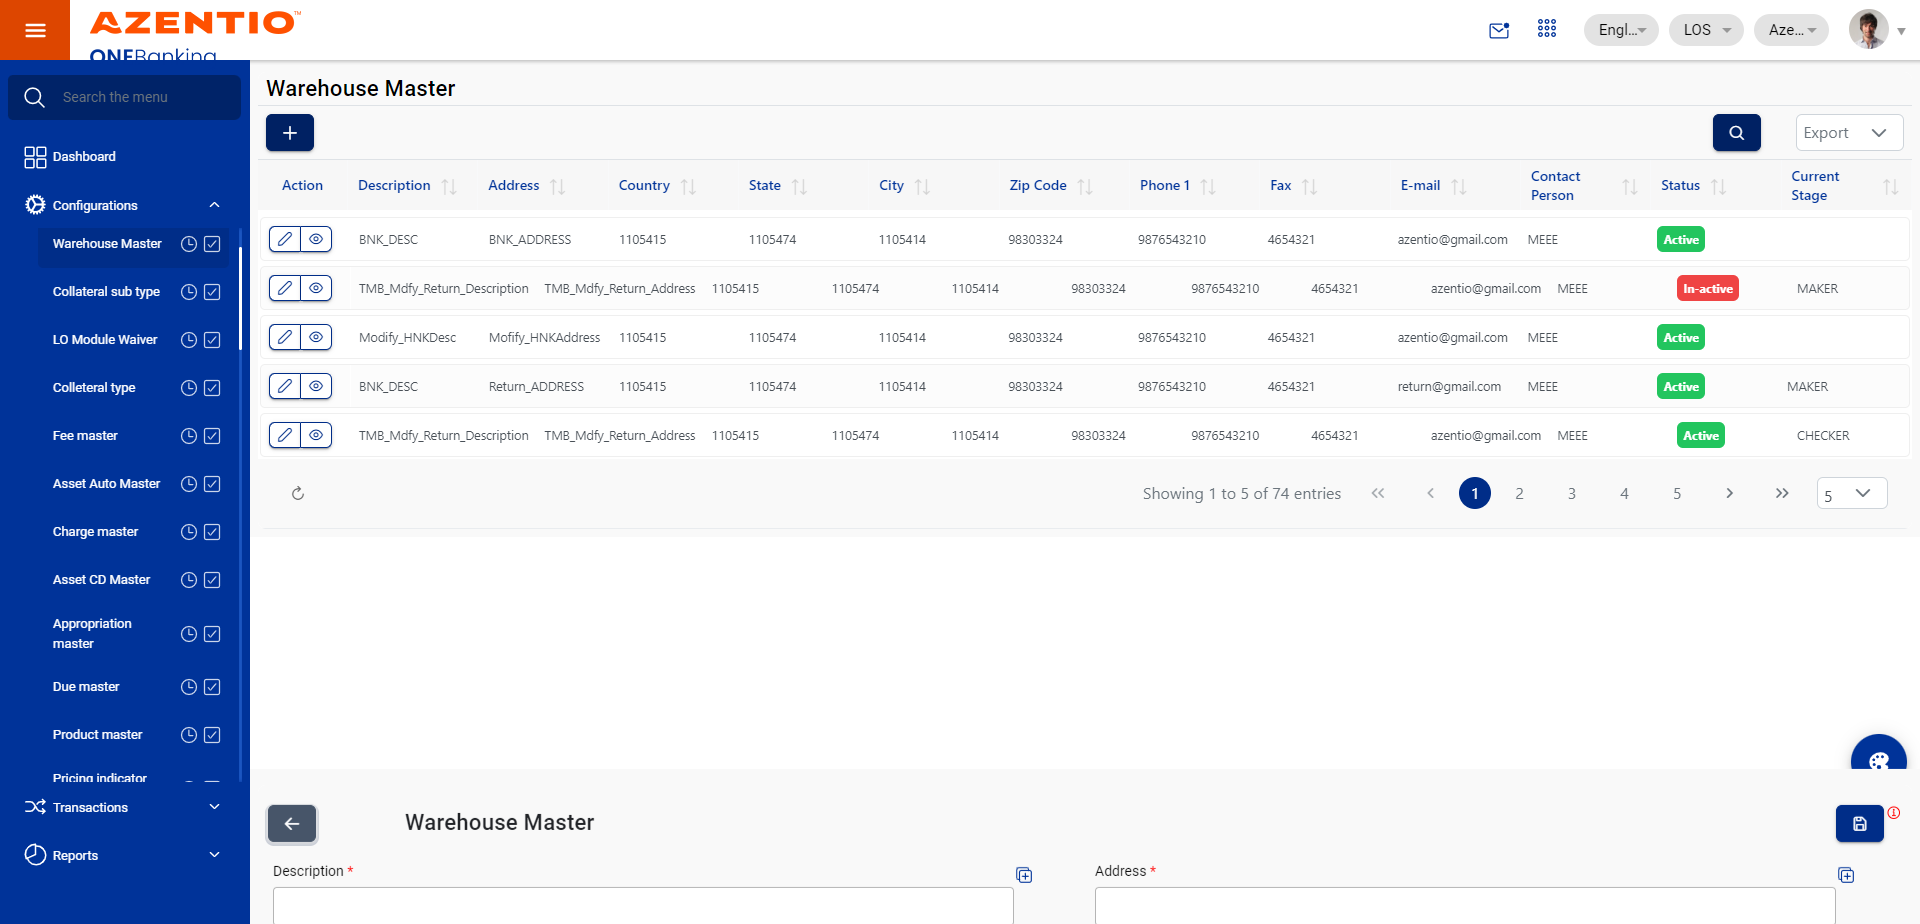 AZENTIO™
ONEBanking
Engl...
LOS
Aze...
Search the menu
Dashboard
Configurations
Warehouse Master
Collateral sub type
LO Module Waiver
Colleteral type
Fee master
Asset Auto Master
Charge master
Asset CD Master
Appropriation
master
Due master
Product master
Pricing indicator
Transactions
Reports
Warehouse Master
Export
Action Description Address Country State City Zip Code Phone 1 Fax E-mail Contact Person Status Current Stage
BNK_DESC BNK_ADDRESS 1105415 1105474 1105414 98303324 9876543210 4654321 azentio@gmail.com MEEE Active
TMB_Mdfy_Return_Description TMB_Mdfy_Return_Address 1105415 1105474 1105414 98303324 9876543210 4654321 azentio@gmail.com MEEE In-active MAKER
Modify_HNKDesc Mofify_HNKAddress 1105415 1105474 1105414 98303324 9876543210 4654321 azentio@gmail.com MEEE Active
BNK_DESC Return_ADDRESS 1105415 1105474 1105414 98303324 9876543210 4654321 return@gmail.com MEEE Active MAKER
TMB_Mdfy_Return_Description TMB_Mdfy_Return_Address 1105415 1105474 1105414 98303324 9876543210 4654321 azentio@gmail.com MEEE Active CHECKER
Showing 1 to 5 of 74 entries 1 2 3 4 5 5
Warehouse Master
Description *
Address *